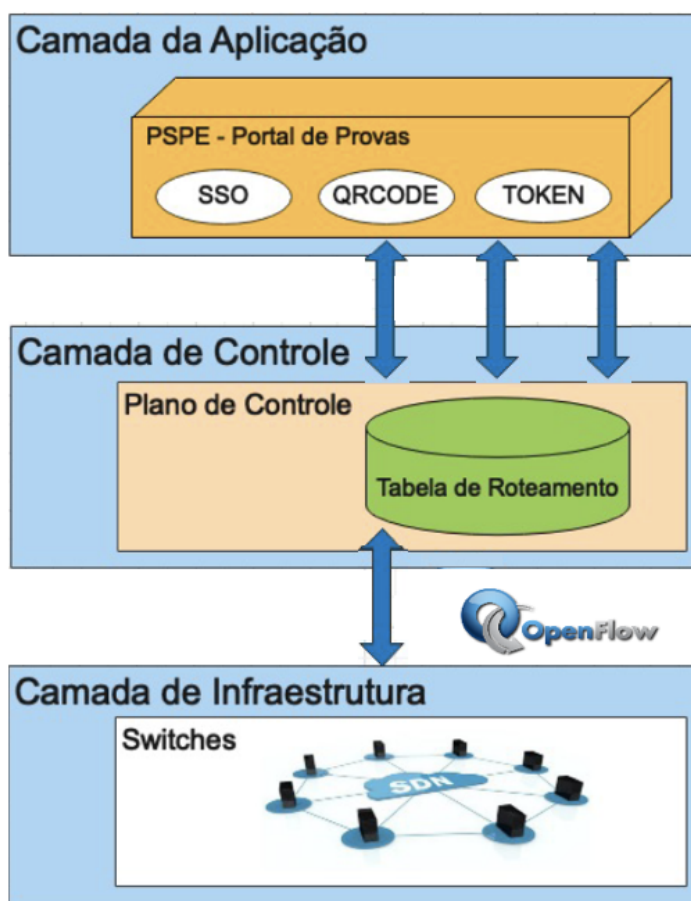 Camada da Aplicação
PSPE - Portal de Provas
SSO QRCODE TOKEN
Camada de Controle
Plano de Controle
Tabela de Roteamento
OpenFlow
Camada de Infraestrutura
Switches
SDN